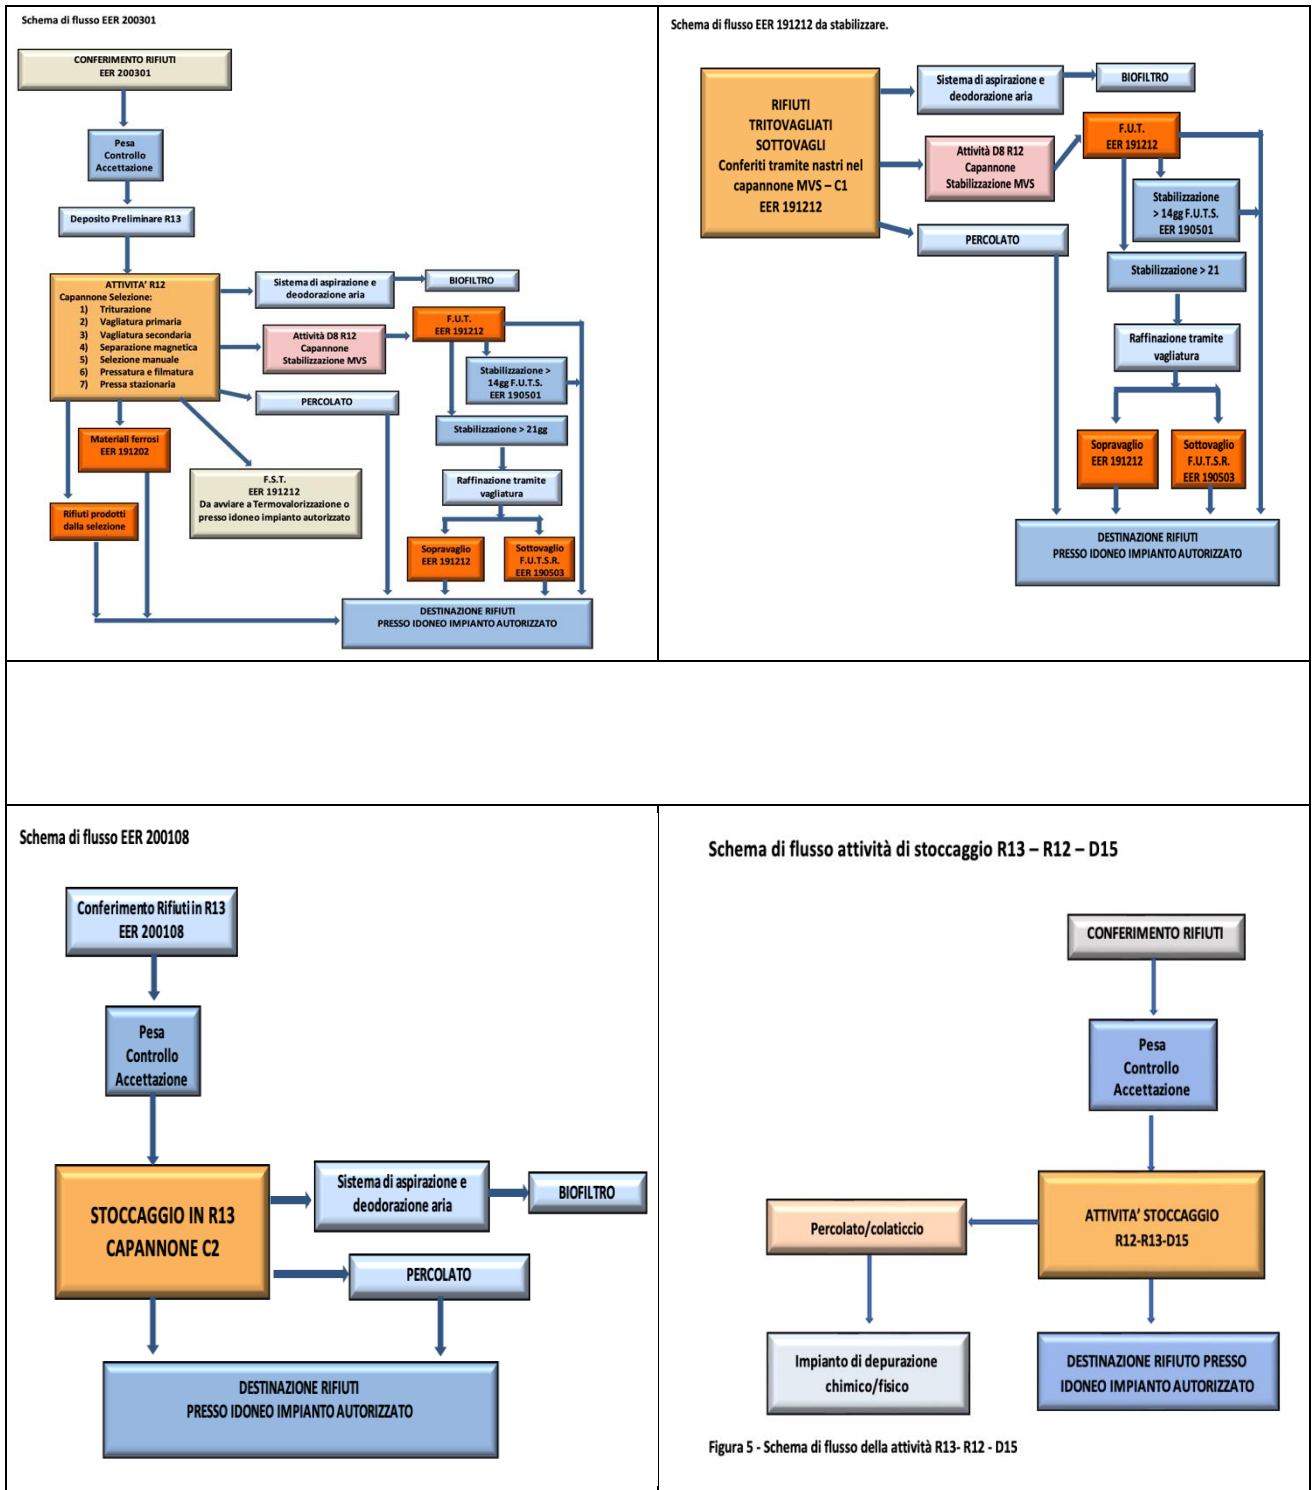 Schema di flusso EER 200301
CONFERIMENTO RIFIUTI
EER 200301
Pesa
Controllo
Accettazione
Deposito Preliminare R13
ATTIVITA’ R12
Capannone Selezione:
1) Triturazione
2) Vagliatura primaria
3) Vagliatura secondaria
4) Separazione magnetica
5) Selezione manuale
6) Pressatura e filmatura
7) Pressa stazionaria
Sistema di aspirazione e
deodorazione aria
BIOFILTRO
Attività D8 R12
Capannone
Stabilizzazione MVS
F.U.T.
EER 191212
Stabilizzazione >
14gg F.U.T.S.
EER 190501
PERCOLATO
Stabilizzazione > 21gg
Materiali ferrosi
EER 191202
F.S.T.
EER 191212
Da avviare a Termovalorizzazione o
presso idoneo impianto autorizzato
Raffinazione tramite
vagliatura
Rifiuti prodotti
dalla selezione
Sopravaglio
EER 191212
Sottovaglio
F.U.T.S.R.
EER 190503
DESTINAZIONE RIFIUTI
PRESSO IDONEO IMPIANTO AUTORIZZATO
Schema di flusso EER 191212 da stabilizzare.
RIFIUTI
TRITOVAGLIATI
SOTTOVAGLI
Conferiti tramite nastri nel
capannone MVS – C1
EER 191212
Sistema di aspirazione e
deodorazione aria
BIOFILTRO
Attività D8 R12
Capannone
Stabilizzazione MVS
F.U.T.
EER 191212
Stabilizzazione
> 14gg F.U.T.S.
EER 190501
PERCOLATO
Stabilizzazione > 21
Raffinazione tramite
vagliatura
Sopravaglio
EER 191212
Sottovaglio
F.U.T.S.R.
EER 190503
DESTINAZIONE RIFIUTI
PRESSO IDONEO IMPIANTO AUTORIZZATO
Schema di flusso EER 200108
Conferimento Rifiuti in R13
EER 200108
Pesa
Controllo
Accettazione
STOCCAGGIO IN R13
CAPANNONE C2
Sistema di aspirazione e
deodorazione aria
BIOFILTRO
PERCOLATO
DESTINAZIONE RIFIUTI
PRESSO IDONEO IMPIANTO AUTORIZZATO
Schema di flusso attività di stoccaggio R13 – R12 – D15
CONFERIMENTO RIFIUTI
Pesa
Controllo
Accettazione
ATTIVITA’ STOCCAGGIO
R12-R13-D15
Percolato/colaticcio
Impianto di depurazione
chimico/fisico
DESTINAZIONE RIFIUTO PRESSO
IDONEO IMPIANTO AUTORIZZATO
Figura 5 - Schema di flusso della attività R13- R12 - D15